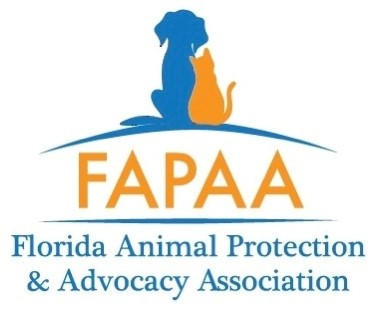 FAPAA
Florida Animal Protection
& Advocacy Association